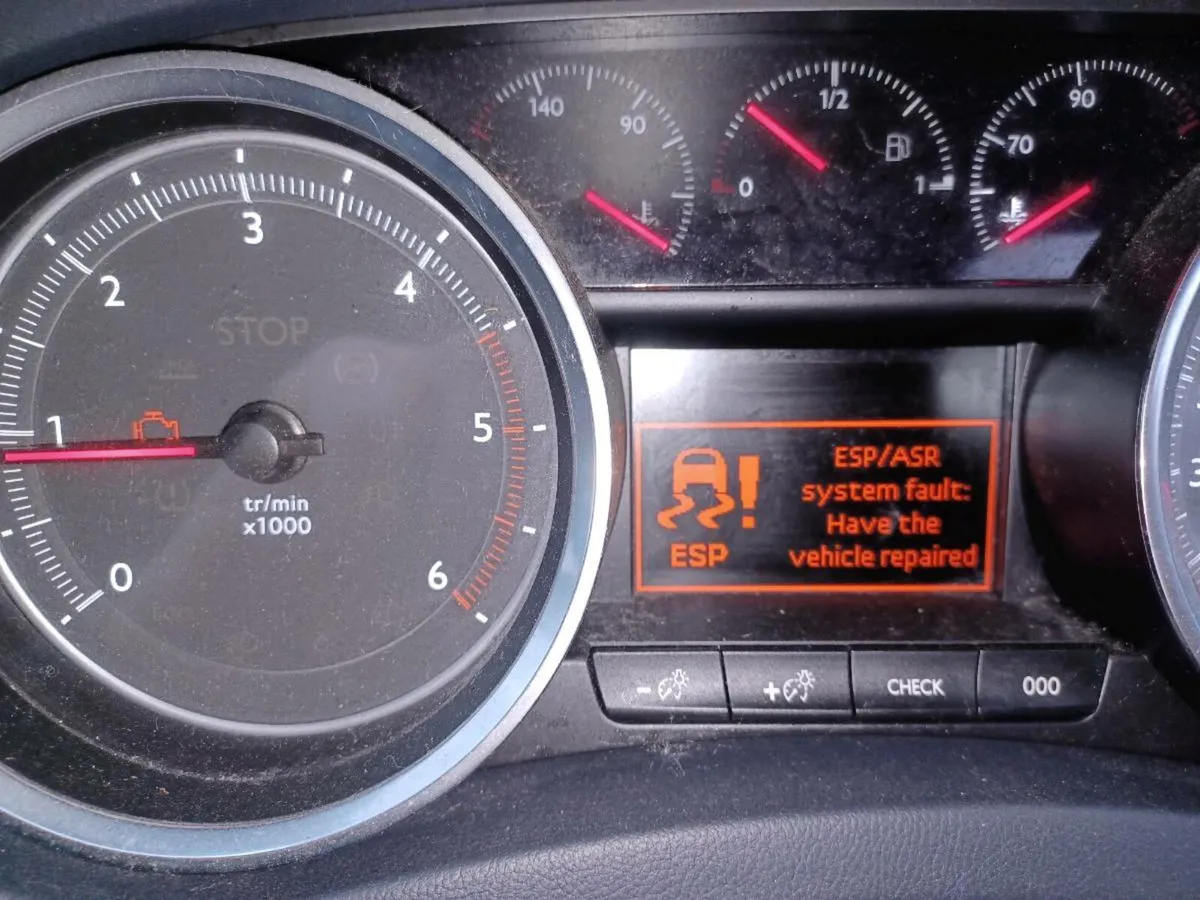 140
90
0
1/2
1
70
90
3
2
4
STOP
1
5
tr/min
x1000
0
6
ESP/ASR
system fault:
Have the
vehicle repaired
ESP
-
+
CHECK
000